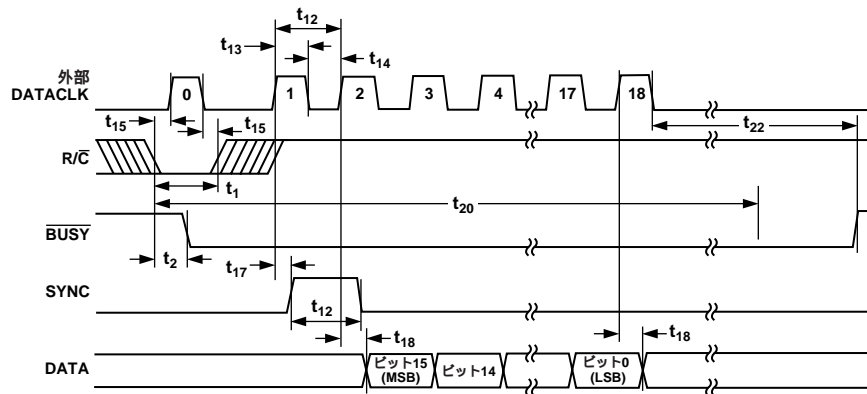 t12
t13
t14
外部
DATACLK
0
1
2
3
4
17
18
t15
t15
t22
R/C̅
t1
t20
B̅U̅S̅Y̅
t2
t17
SYNC
t12
t18
t18
DATA
ビット15
(MSB)
ビット14
ビット0
(LSB)